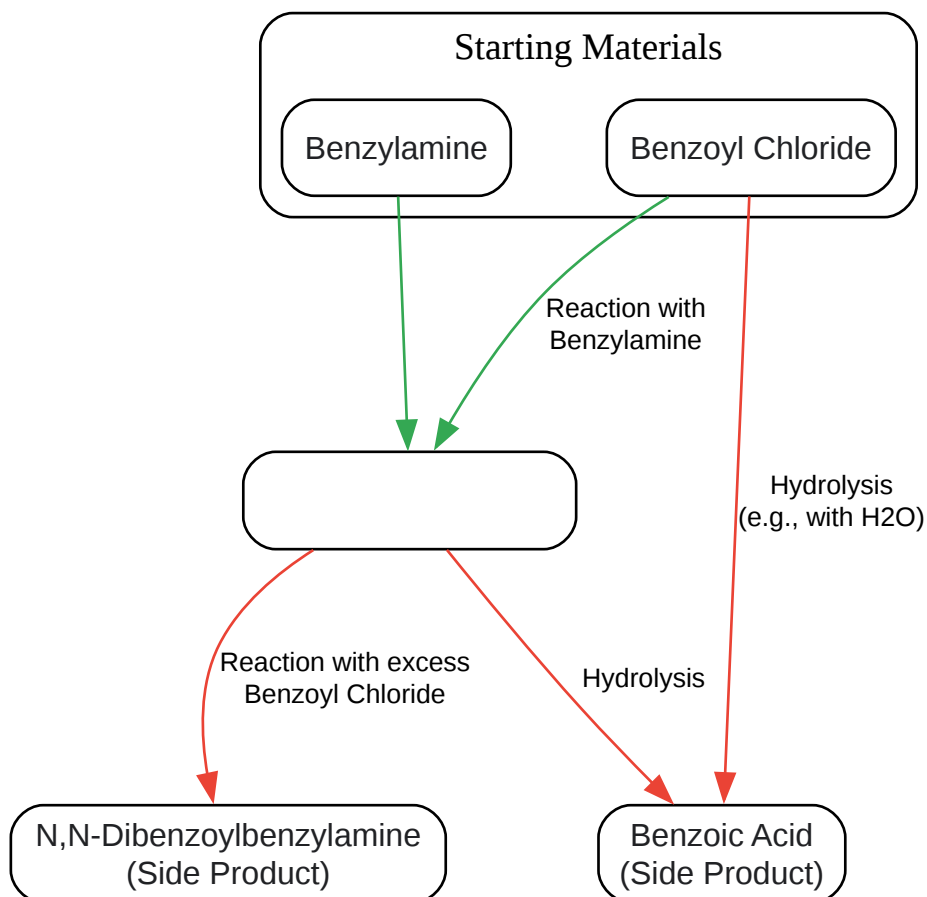 Starting Materials
Benzylamine
Benzoyl Chloride
Reaction with
Benzylamine
Hydrolysis
(e.g., with H2O)
Reaction with excess
Benzoyl Chloride
Hydrolysis
N,N-Dibenzoylbenzylamine
(Side Product)
Benzoic Acid
(Side Product)